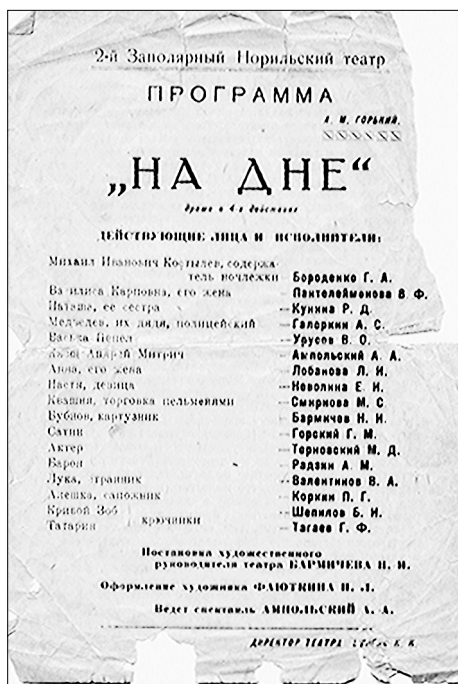 2-й Заполярный Норильский театр
ПРОГРАММА
А. М. ГОРЬКИЙ.
„НА ДНЕ“
драма в 4-х действиях
ДЕЙСТВУЮЩИЕ ЛИЦА И ИСПОЛНИТЕЛИ:
Михаил Иванович Костылев, содержа-
тель ночлежки – Бороденко Г. А.
Василиса Карповна, его жена Пантелеймонова В. Ф.
Наташа, ее сестра – Кунина Р. Д.
Медведев, их дядя, полицейский – Галоркин А. С.
Васька Пепел – Урусов В. О.
Клещ Андрей Митрич – Ампольский А. А.
Анна, его жена – Лобанова Л. И.
Настя, девица – Неволина Е. И.
Квашня, торговка пельменями – Смирнова М. С.
Бубнов, картузник – Бармичев Н. И.
Сатин – Горский Г. М.
Актер – Терновский М. Д.
Барон – Радзин А. М.
Лука, странник – Валентинов В. А.
Алешка, сапожник – Коркин П. Г.
Кривой Зоб – Шепилов Б. И.
крючники
Татарин – Тагаев Г. Ф.
Постановка художественного
руководителя театра БАРМИЧЕВА Н. И.
Оформление художника ФЛЮТКИНА И. Л.
Ведет спектакль АМПОЛЬСКИЙ А. А.
ДИРЕКТОР ТЕАТРА